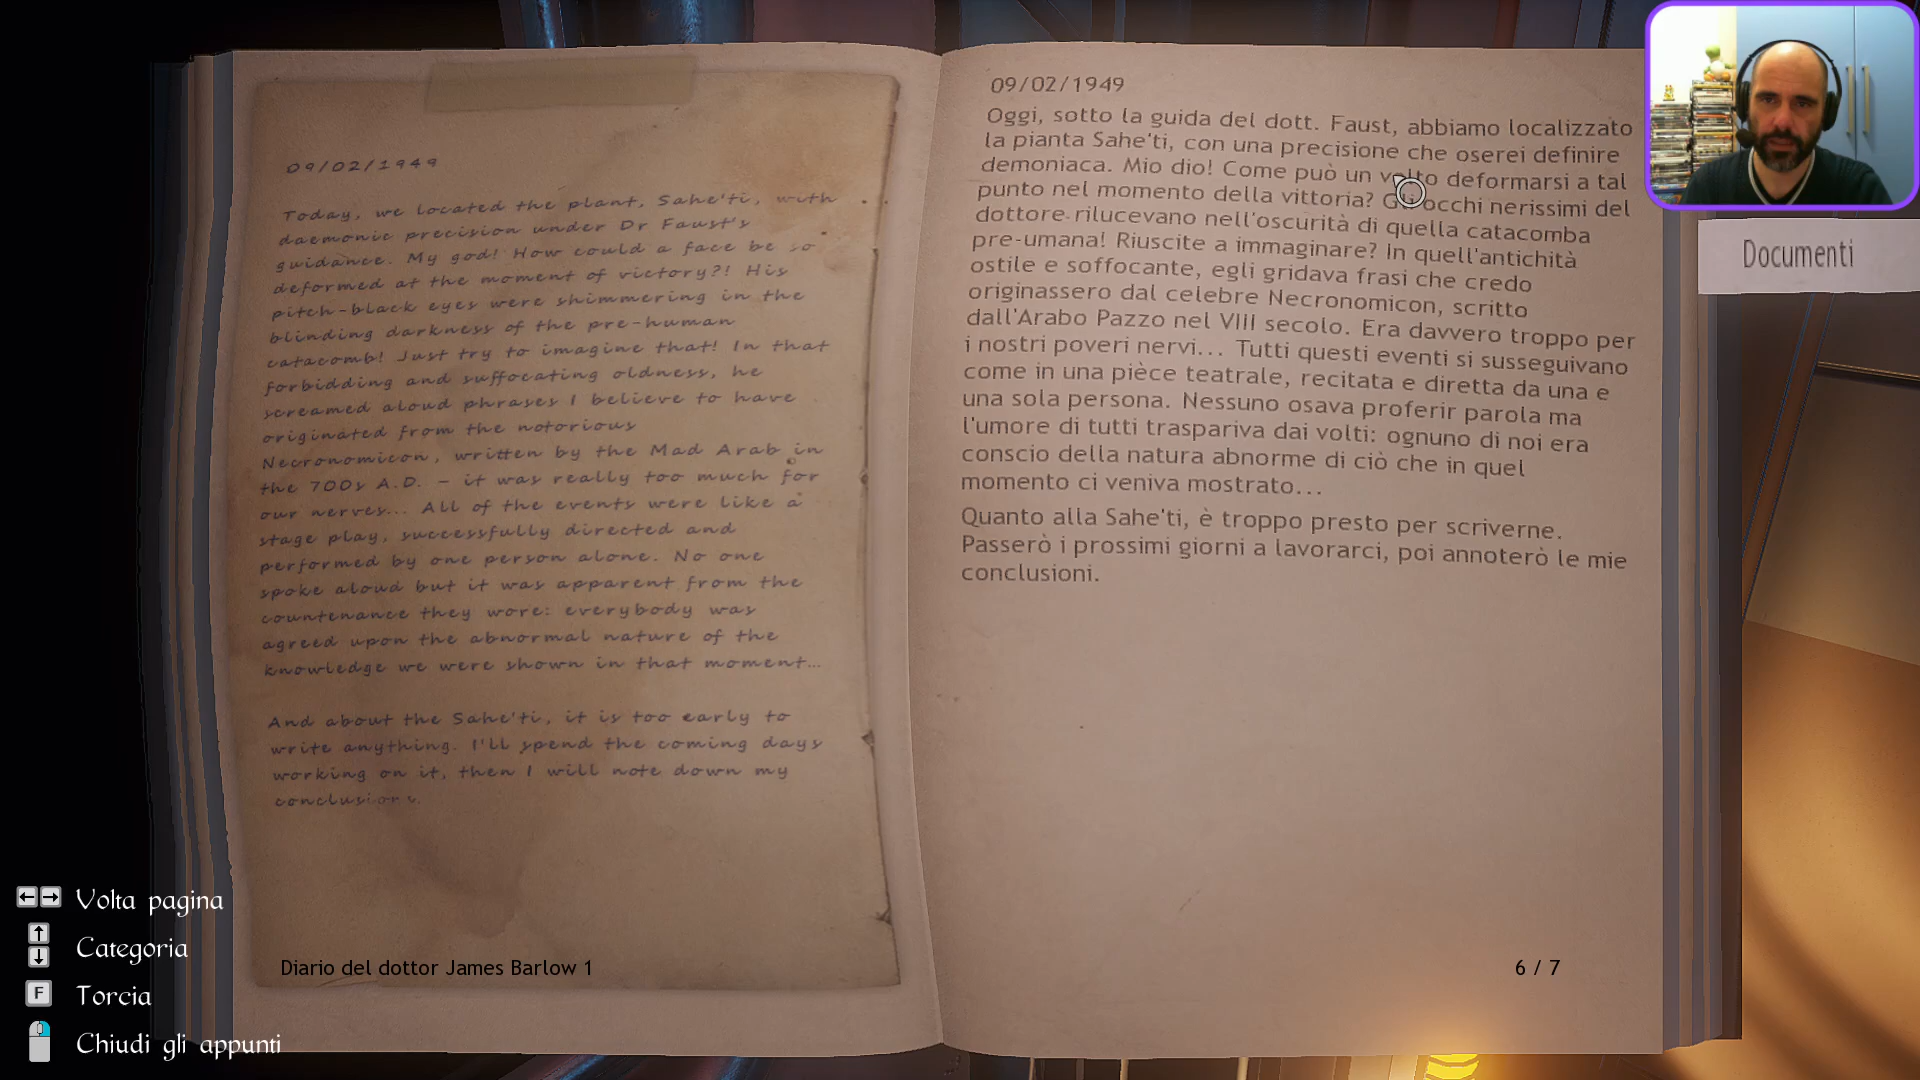 09/02/1949
Today, we located the plant, Sahe'ti, with
daemonic precision under Dr Faust's
guidance. My god! How could a face be so
deformed at the moment of victory?! His
pitch-black eyes were shimmering in the
blinding darkness of the pre-human
catacomb! Just try to imagine that! In that
forbidding and suffocating oldness, he
screamed aloud phrases I believe to have
originated from the notorious
Necronomicon, written by the Mad Arab in
the 700s A.D. – it was really too much for
our nerves... All of the events were like a
stage play, successfully directed and
performed by one person alone. No one
spoke aloud but it was apparent from the
countenance they wore: everybody was
agreed upon the abnormal nature of the
knowledge we were shown in that moment...
And about the Sahe'ti, it is too early to
write anything. I'll spend the coming days
working on it, then I will note down my
conclusions.
Diario del dottor James Barlow 1
09/02/1949
Oggi, sotto la guida del dott. Faust, abbiamo localizzato
la pianta Sahe'ti, con una precisione che oserei definire
demoniaca. Mio dio! Come può un volto deformarsi a tal
punto nel momento della vittoria? Gli occhi nerissimi del
dottore rilucevano nell'oscurità di quella catacomba
pre-umana! Riuscite a immaginare? In quell'antichità
ostile e soffocante, egli gridava frasi che credo
originassero dal celebre Necronomicon, scritto
dall'Arabo Pazzo nel VIII secolo. Era davvero troppo per
i nostri poveri nervi... Tutti questi eventi si susseguivano
come in una pièce teatrale, recitata e diretta da una e
una sola persona. Nessuno osava proferir parola ma
l'umore di tutti traspariva dai volti: ognuno di noi era
conscio della natura abnorme di ciò che in quel
momento ci veniva mostrato...
Quanto alla Sahe'ti, è troppo presto per scriverne.
Passerò i prossimi giorni a lavorarci, poi annoterò le mie
conclusioni.
6 / 7
Documenti
Volta pagina
Categoria
F Torcia
Chiudi gli appunti